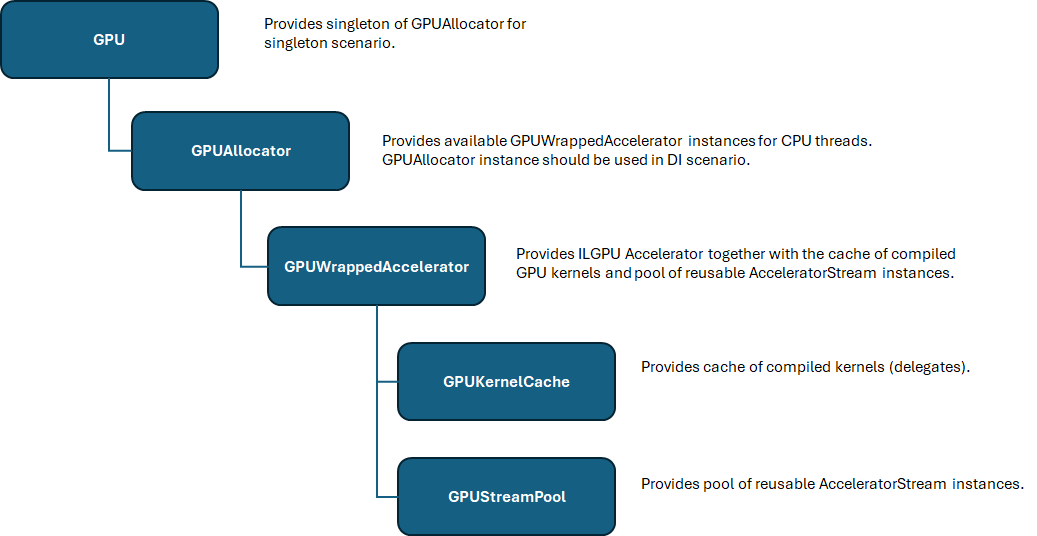 GPU
Provides singleton of GPUAllocator for
singleton scenario.
GPUAllocator
Provides available GPUWrappedAccelerator instances for CPU threads.
GPUAllocator instance should be used in DI scenario.
GPUWrappedAccelerator
Provides ILGPU Accelerator together with the cache of compiled
GPU kernels and pool of reusable AcceleratorStream instances.
GPUKernelCache
Provides cache of compiled kernels (delegates).
GPUStreamPool
Provides pool of reusable AcceleratorStream instances.